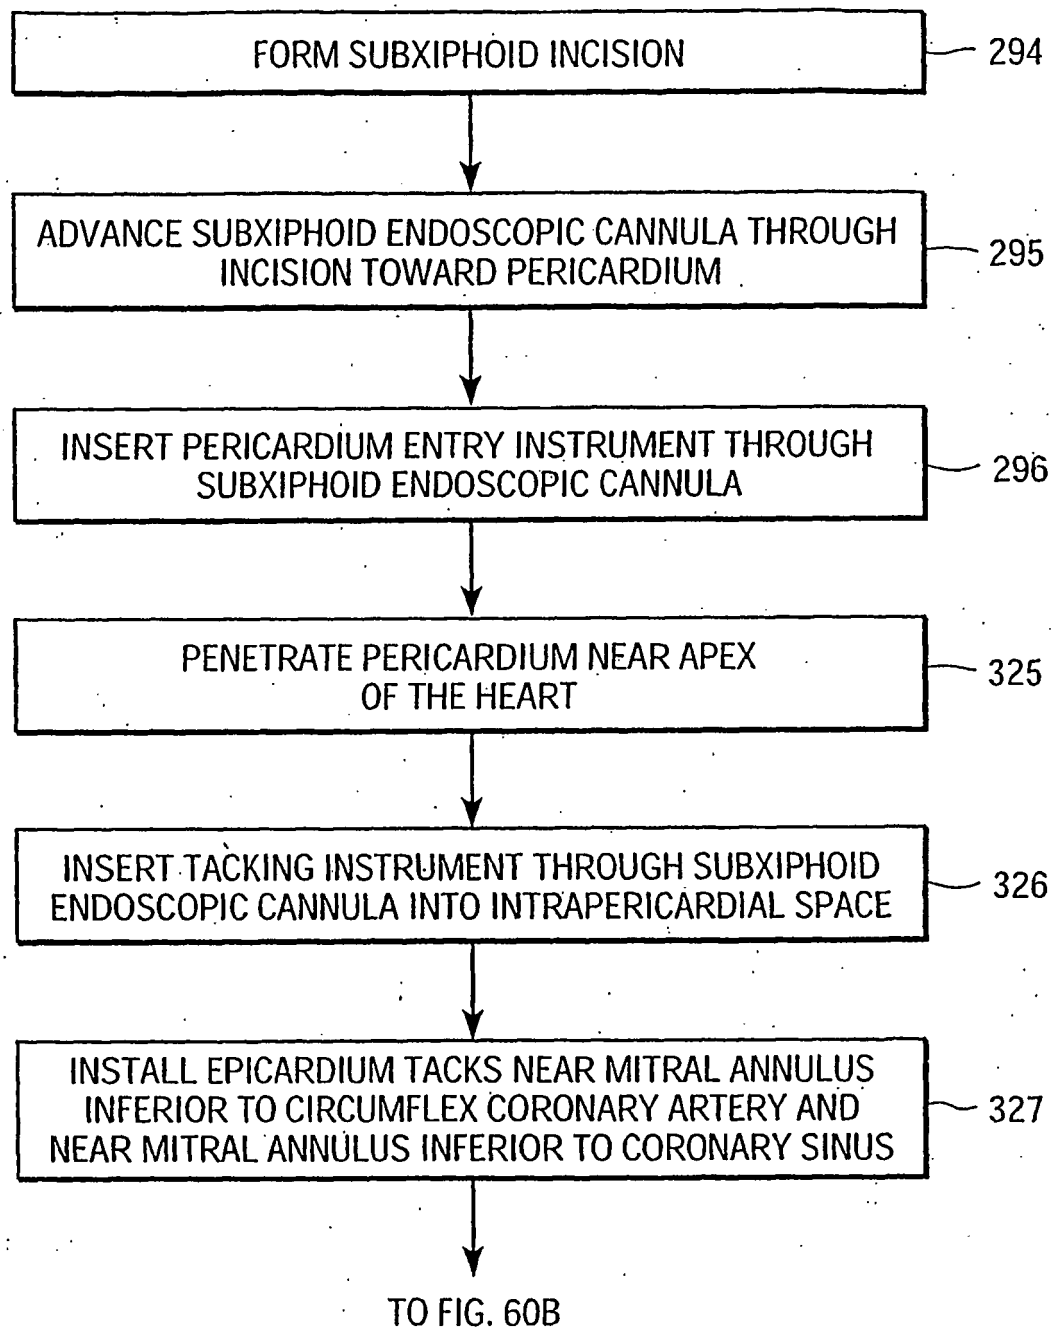 FORM SUBXIPHOID INCISION
294
ADVANCE SUBXIPHOID ENDOSCOPIC CANNULA THROUGH
INCISION TOWARD PERICARDIUM
295
INSERT PERICARDIUM ENTRY INSTRUMENT THROUGH
SUBXIPHOID ENDOSCOPIC CANNULA
296
PENETRATE PERICARDIUM NEAR APEX
OF THE HEART
325
INSERT TACKING INSTRUMENT THROUGH SUBXIPHOID
ENDOSCOPIC CANNULA INTO INTRAPERICARDIAL SPACE
326
INSTALL EPICARDIUM TACKS NEAR MITRAL ANNULUS
INFERIOR TO CIRCUMFLEX CORONARY ARTERY AND
NEAR MITRAL ANNULUS INFERIOR TO CORONARY SINUS
327
TO FIG. 60B